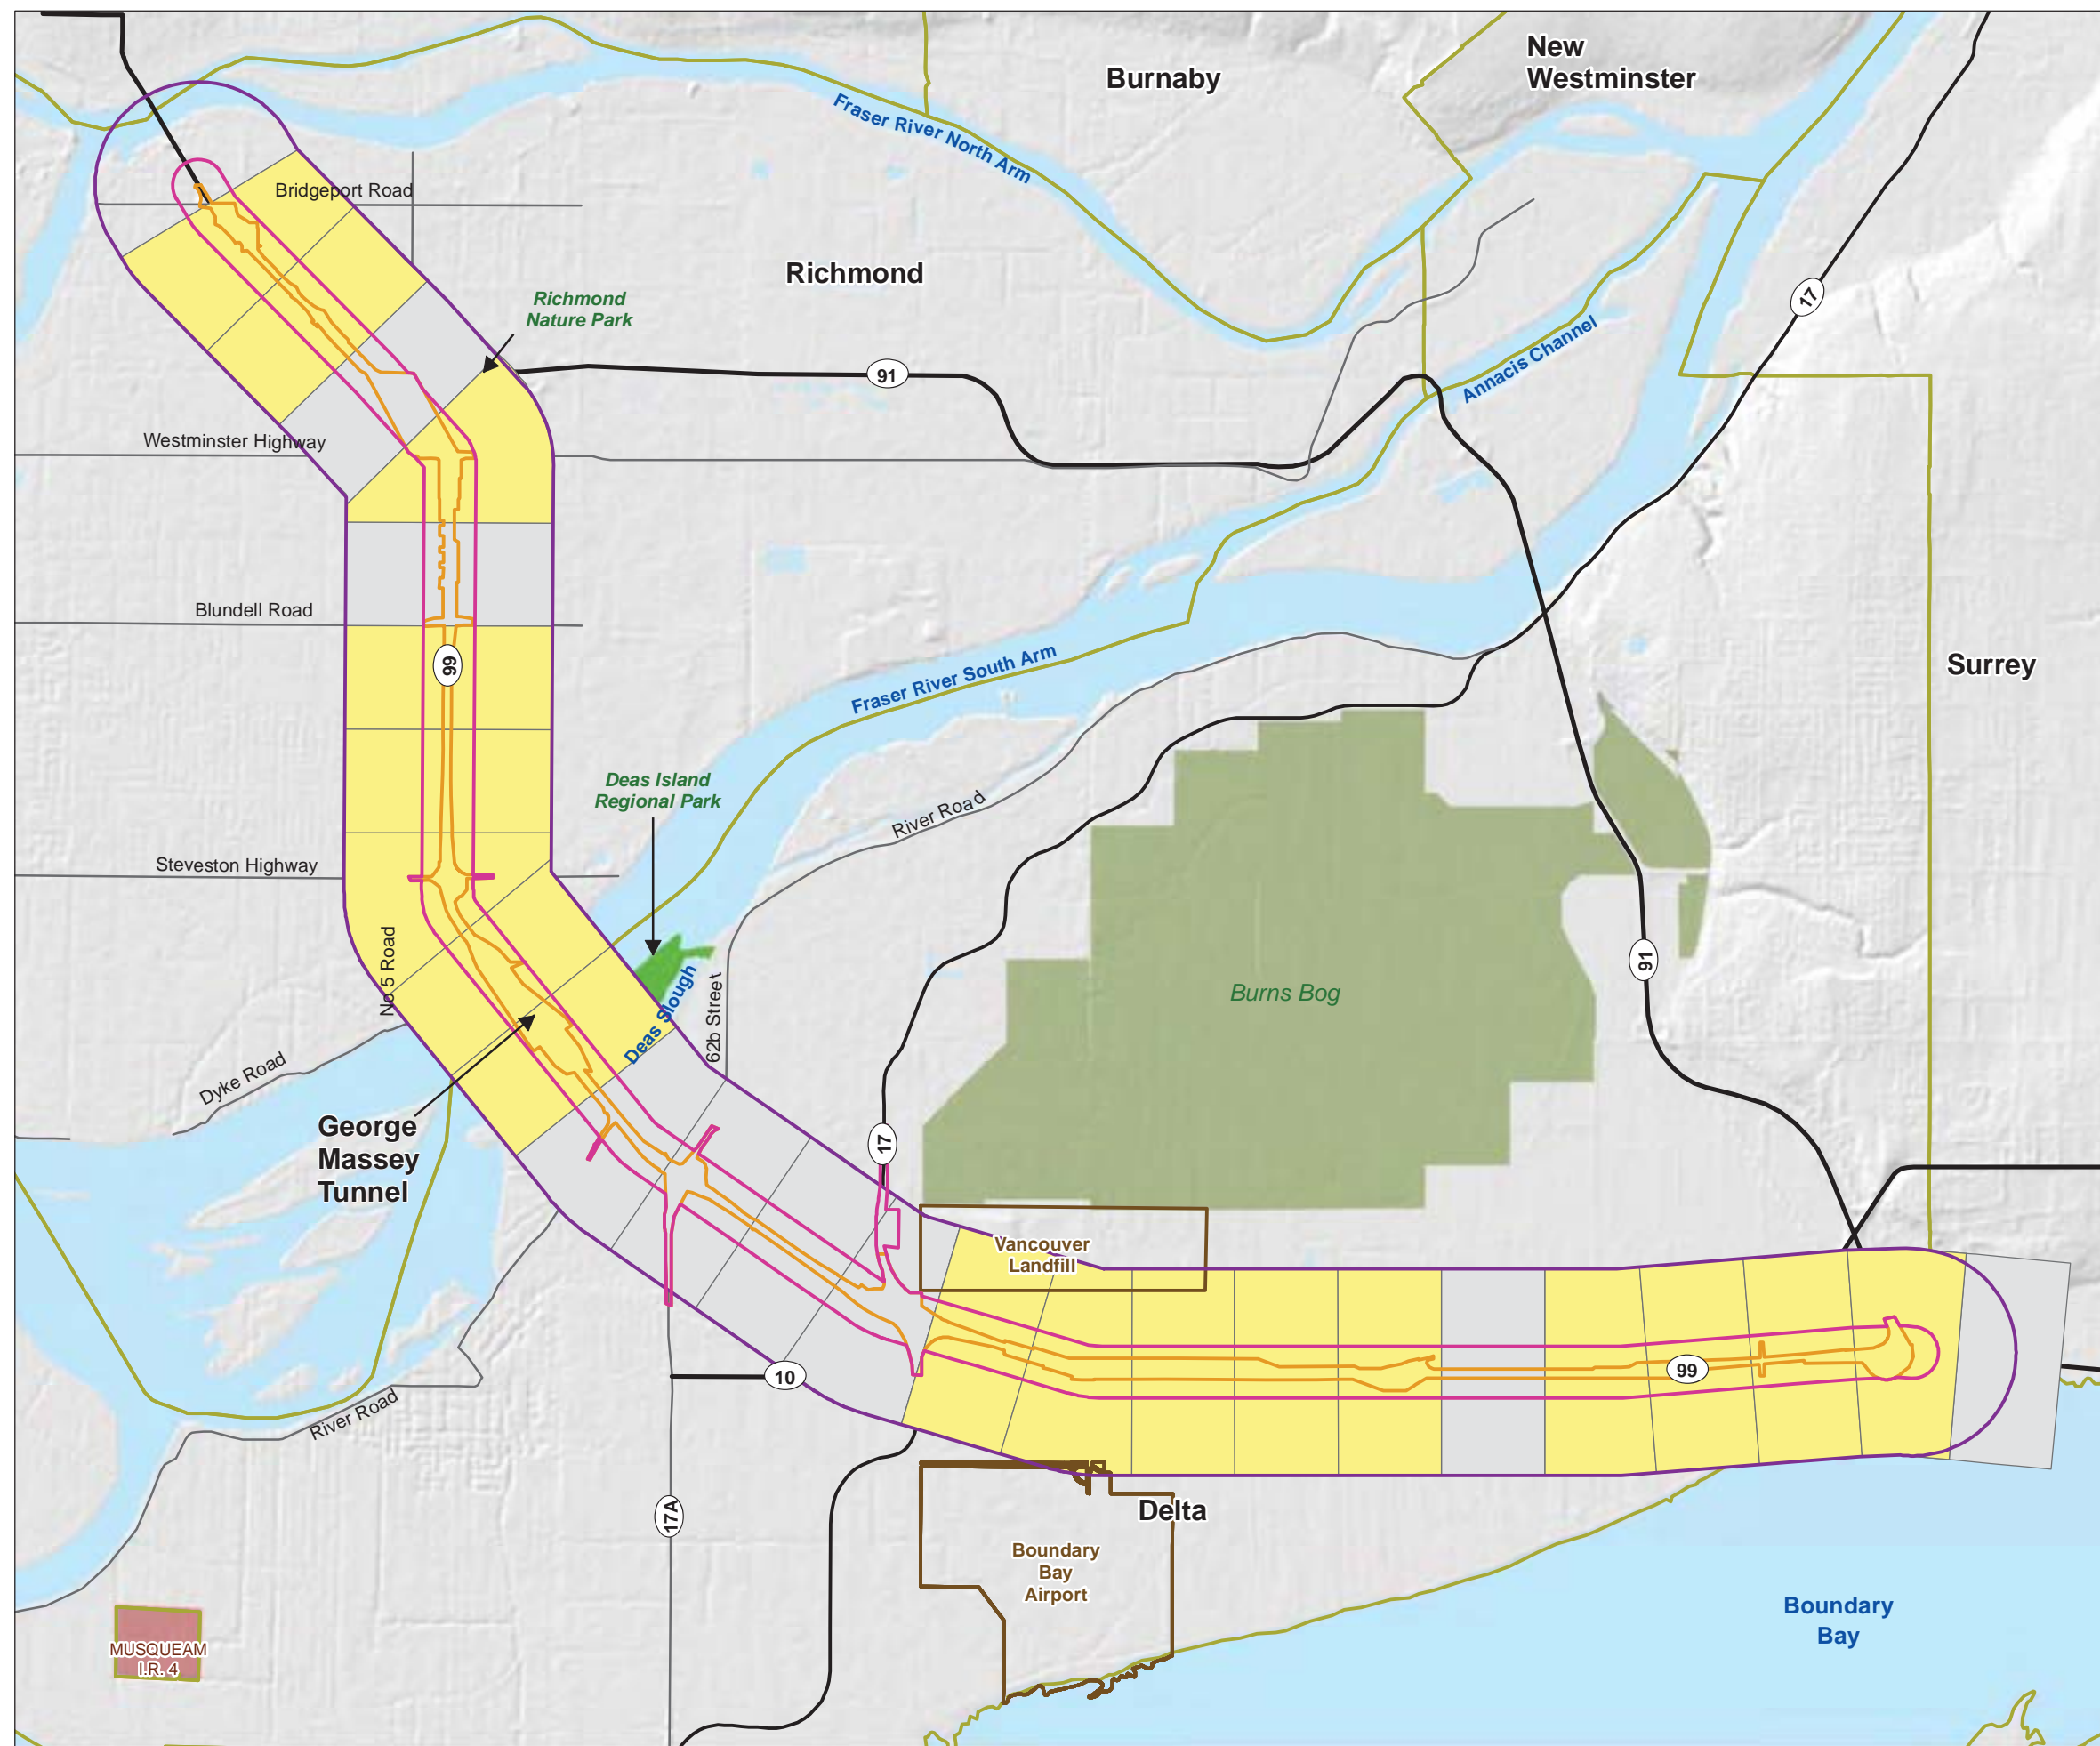 New
Westminster
Burnaby
Fraser River North Arm
Bridgeport Road
Richmond
17
Richmond
Nature Park
Annacis Channel
91
Westminster Highway
Blundell Road
99
Fraser River South Arm
Surrey
Deas Island
Regional Park
River Road
Steveston Highway
No 5 Road
91
Burns Bog
Deas Slough
62b Street
Dyke Road
George
Massey
Tunnel
17
Vancouver
Landfill
99
10
River Road
17A
Delta
Boundary
Bay
Airport
Boundary
Bay
MUSQUEAM
I.R. 4